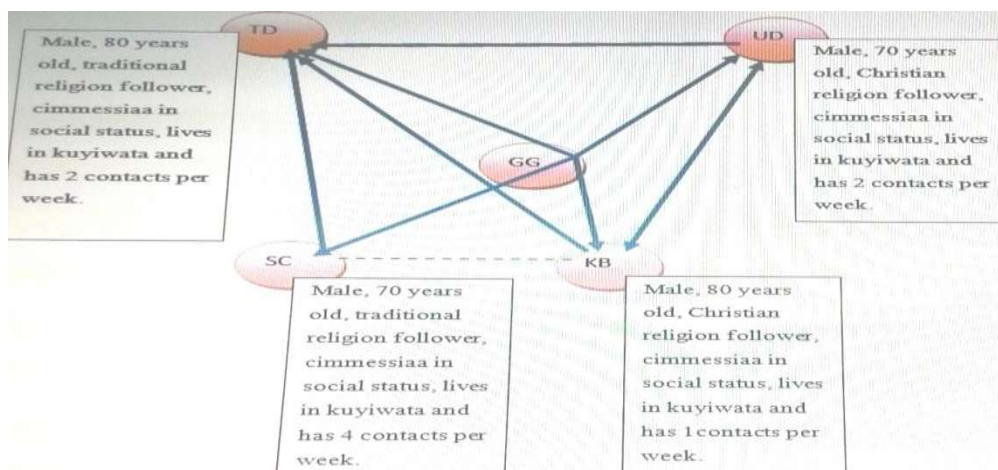 TD
UD
Male, 80 years
old, traditional
religion follower,
cimmessiaa in
social status, lives
in kuyiwata and
has 2 contacts per
week.
Male, 70 years
old, Christian
religion follower,
cimmessiaa in
social status, lives
in kuyiwata and
has 2 contacts per
week.
GG
SC
KB
Male, 70 years
old, traditional
religion follower,
cimmessiaa in
social status, lives
in kuyiwata and
has 4 contacts per
week.
Male, 80 years
old, Christian
religion follower,
cimmessiaa in
social status, lives
in kuyiwata and
has 1contacts per
week.